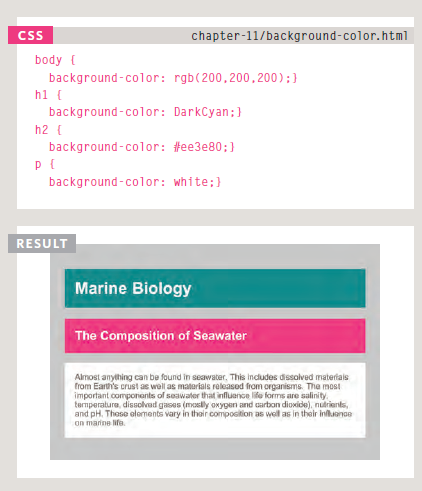 CSS
chapter-11/background-color.html
body {
background-color: rgb(200,200,200);}
h1 {
background-color: DarkCyan;}
h2 {
background-color: #ee3e80;}
p {
background-color: white;}
RESULT
Marine Biology
The Composition of Seawater
Almost anything can be found in seawater. This includes dissolved materials
from Earth's crust as well as materials released from organisms. The most
important components of seawater that influence life forms are salinity,
temperature, dissolved gases (mostly oxygen and carbon dioxide), nutrients,
and pH. These elements vary in their composition as well as in their influence
on marine life.